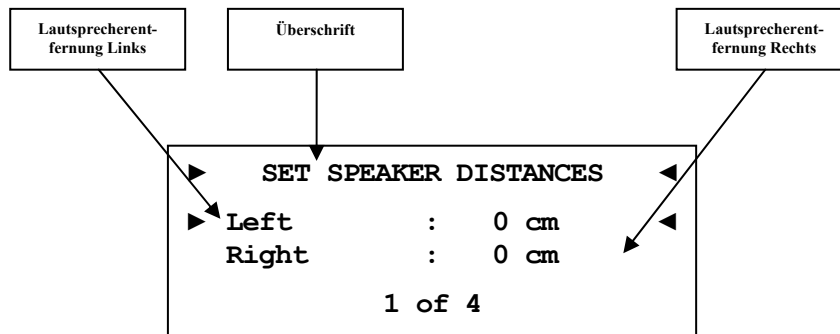 Lautsprecherent-
fernung Links
Überschrift
Lautsprecherent-
fernung Rechts
► SET SPEAKER DISTANCES ◄
► Left : 0 cm ◄
Right : 0 cm
1 of 4